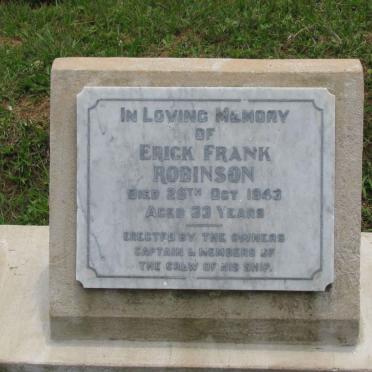 In Loving Memory
OF
Erick Frank
Robinson
Died 26th Oct 1943
Aged 33 Years
Erected by the owners
Captain & members of
the crew of his ship.